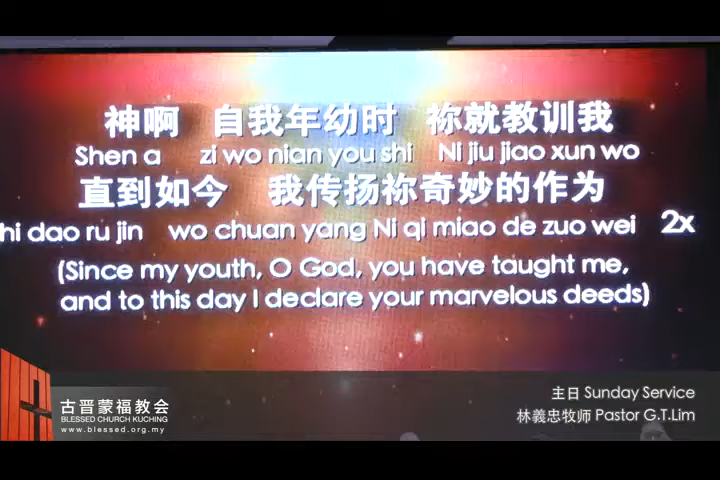 神啊 自我年幼时 祢就教训我
Shen a zi wo nian you shi Ni jiu jiao xun wo
直到如今 我传扬祢奇妙的作为
hi dao ru jin wo chuan yang Ni qi miao de zuo wei 2x
(Since my youth, O God, you have taught me,
and to this day I declare your marvelous deeds)
古晋蒙福教会
BLESSED CHURCH KUCHING
www.blessed.org.my
主日 Sunday Service
林義忠牧师 Pastor G.T.Lim